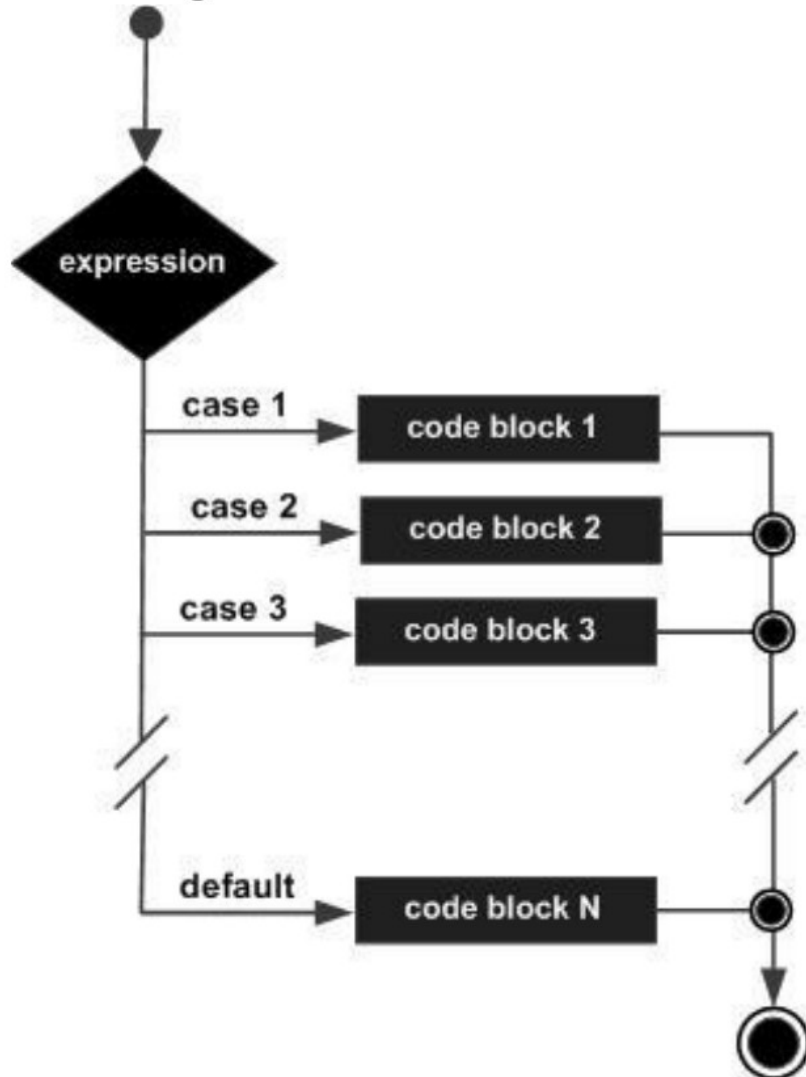 expression
case 1
code block 1
case 2
code block 2
case 3
code block 3
default
code block N